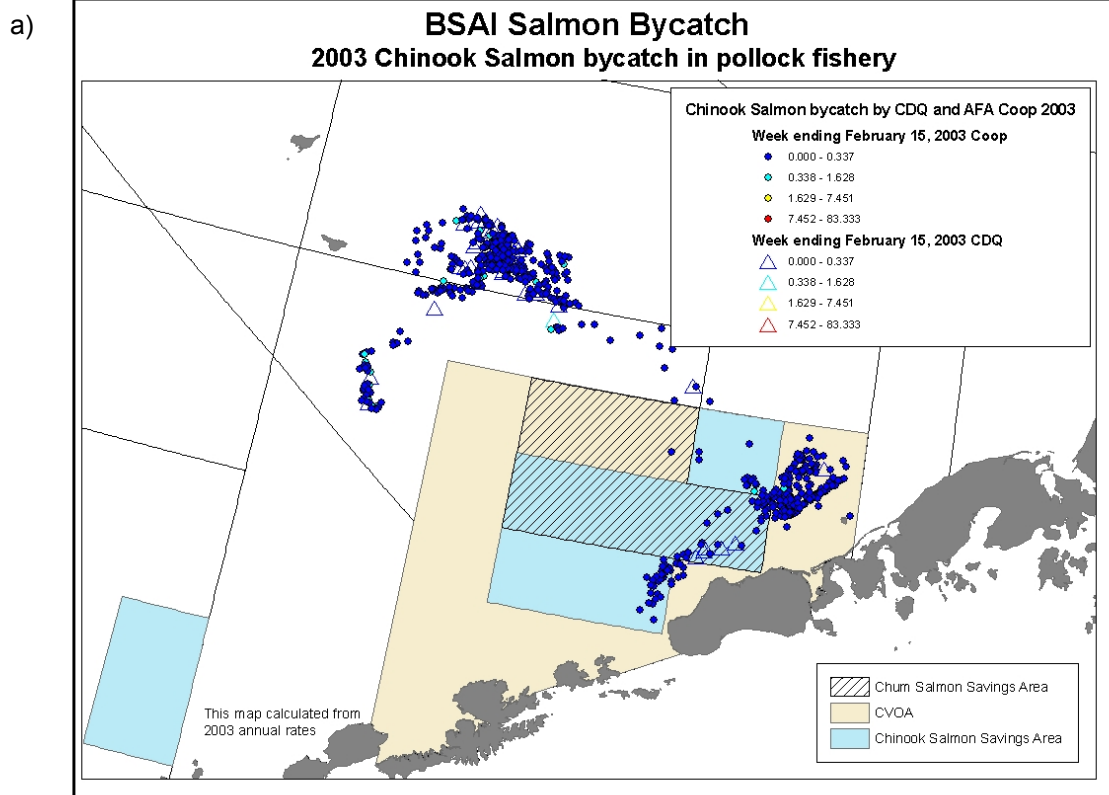 a)
BSAI Salmon Bycatch
2003 Chinook Salmon bycatch in pollock fishery
Chinook Salmon bycatch by CDQ and AFA Coop 2003
Week ending February 15, 2003 Coop
0.000 - 0.337
0.338 - 1.628
1.629 - 7.451
7.452 - 83.333
Week ending February 15, 2003 CDQ
0.000 - 0.337
0.338 - 1.628
1.629 - 7.451
7.452 - 83.333
This map calculated from
2003 annual rates
Chum Salmon Savings Area
CVOA
Chinook Salmon Savings Area